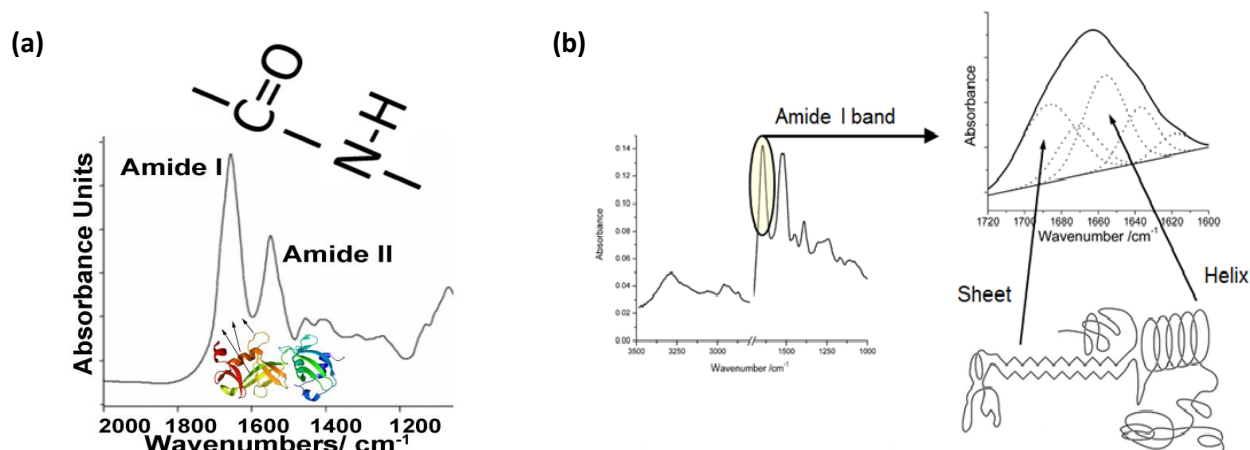 (a)
O
C
N
H
Amide I
Amide II
Absorbance Units
2000 1800 1600 1400 1200
Wavenumbers/ cm-1
(b)
Amide I band
Absorbance
0.14
0.12
0.10
0.08
0.06
0.04
0.02
0.00
3500 3250 3000 1500 1000
Wavenumber /cm-1
Absorbance
1720 1700 1680 1660 1640 1620 1600
Wavenumber /cm-1
Sheet
Helix